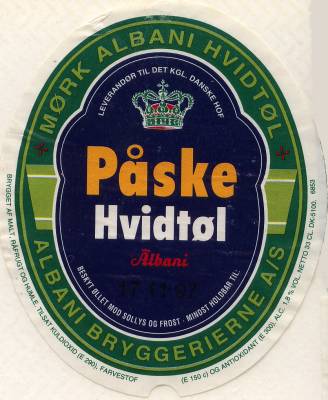 MØRK ALBANI HVIDTØL
LEVERANDØR TIL DET KGL. DANSKE HOF
Påske
Hvidtøl
Albani
BESKYT ØLLET MOD SOLLYS OG FROST - MINDST HOLDBAR TIL:
ALBANI BRYGGERIERNE A/S
BRYGGET AF MALT, RÅFRUGT OG HUMLE. TILSAT KULDIOXID (E 290), FARVESTOF
(E 150 c) OG ANTIOXIDANT (E 300). ALC. 1,8 % VOL. NETTO 33 CL. DK-5100. 6853